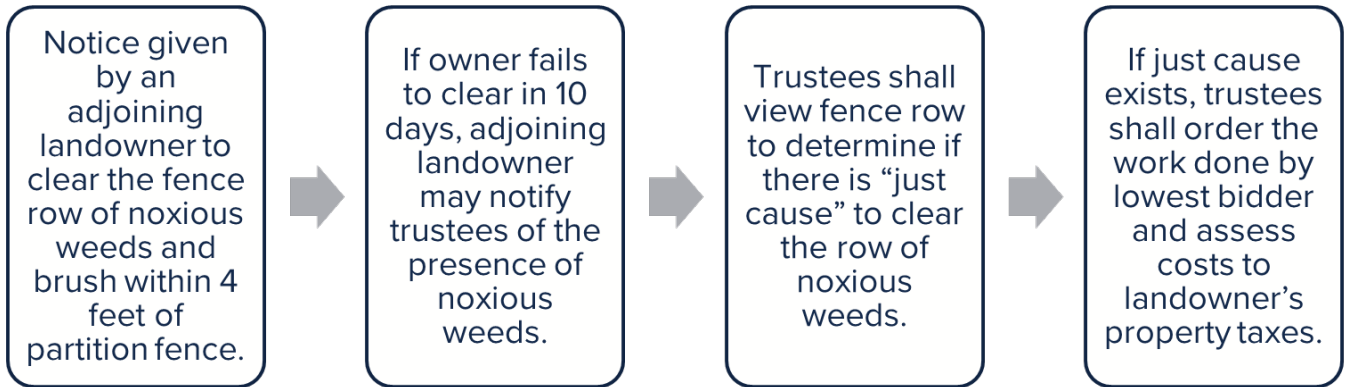 Notice given
by an
adjoining
landowner to
clear the fence
row of noxious
weeds and
brush within 4
feet of
partition fence.
If owner fails
to clear in 10
days, adjoining
landowner
may notify
trustees of the
presence of
noxious
weeds.
Trustees shall
view fence row
to determine if
there is “just
cause” to clear
the row of
noxious
weeds.
If just cause
exists, trustees
shall order the
work done by
lowest bidder
and assess
costs to
landowner’s
property taxes.